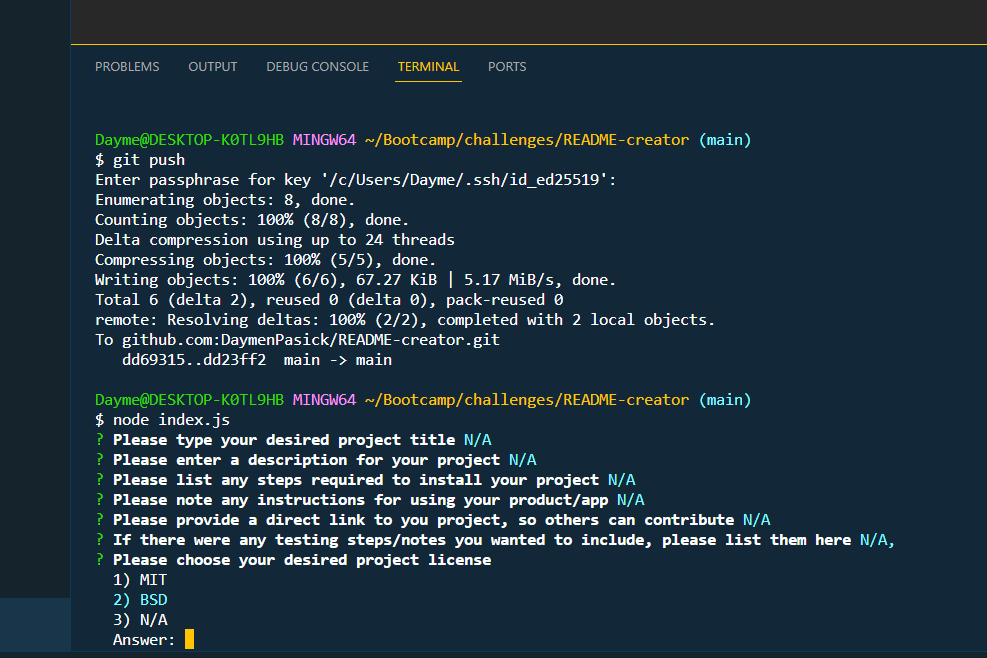 PROBLEMS OUTPUT DEBUG CONSOLE TERMINAL PORTS
Dayme@DESKTOP-K0TL9HB MINGW64 ~/Bootcamp/challenges/README-creator (main)
$ git push
Enter passphrase for key '/c/Users/Dayme/.ssh/id_ed25519':
Enumerating objects: 8, done.
Counting objects: 100% (8/8), done.
Delta compression using up to 24 threads
Compressing objects: 100% (5/5), done.
Writing objects: 100% (6/6), 67.27 KiB | 5.17 MiB/s, done.
Total 6 (delta 2), reused 0 (delta 0), pack-reused 0
remote: Resolving deltas: 100% (2/2), completed with 2 local objects.
To github.com:DaymenPasick/README-creator.git
   dd69315..dd23ff2  main -> main
Dayme@DESKTOP-K0TL9HB MINGW64 ~/Bootcamp/challenges/README-creator (main)
$ node index.js
? Please type your desired project title N/A
? Please enter a description for your project N/A
? Please list any steps required to install your project N/A
? Please note any instructions for using your product/app N/A
? Please provide a direct link to you project, so others can contribute N/A
? If there were any testing steps/notes you wanted to include, please list them here N/A,
? Please choose your desired project license
  1) MIT
  2) BSD
  3) N/A
  Answer: